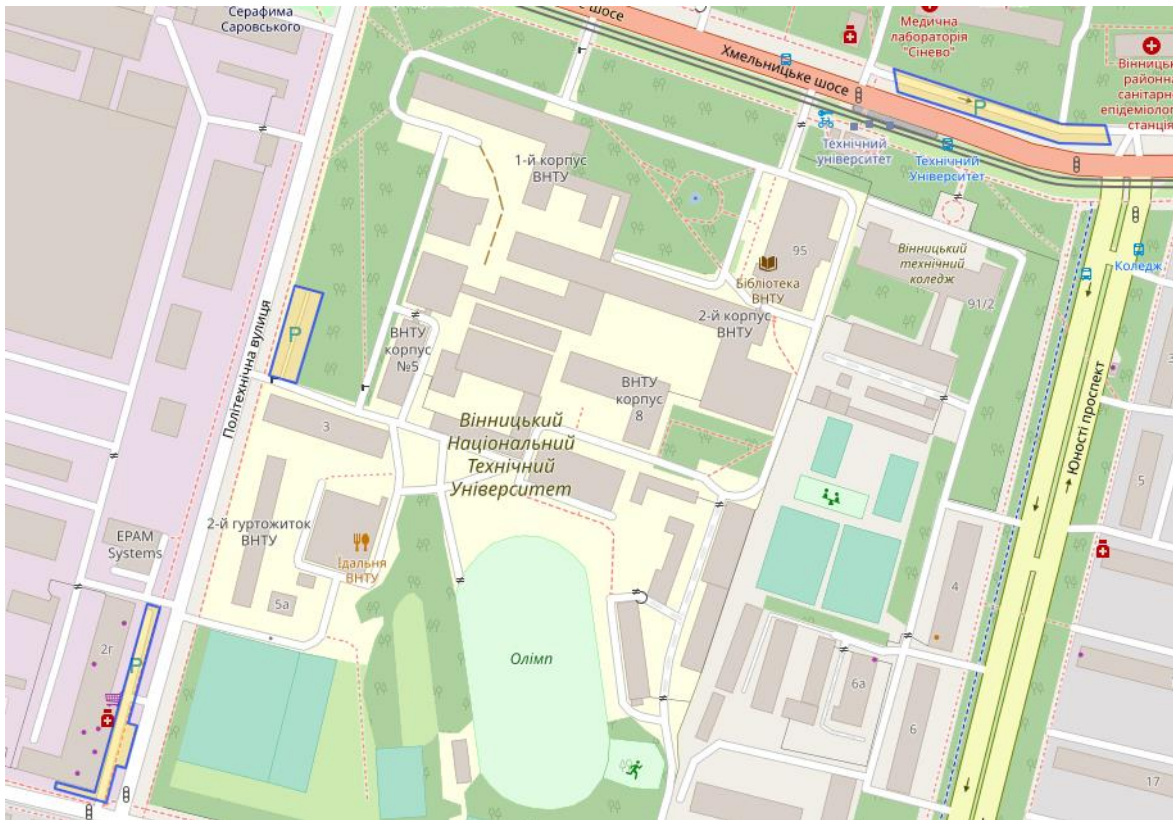 Серафима
Саровського
шосе
Хмельницьке шосе
Медична
лабораторія
"Сінево"
Вінницьк
районна
санітарн
епідеміолог
станція
P
Технічний
університет
Технічний
Університет
1-й корпус
ВНТУ
95
Бібліотека
ВНТУ
2-й корпус
ВНТУ
Вінницький
технічний
коледж
91/2
Коледж
Політехнічна вулиця
P
ВНТУ
корпус
№5
ВНТУ
корпус
8
Юності проспект
3
Вінницький
Національний
Технічний
Університет
2-й гуртожиток
ВНТУ
EPAM
Systems
Їдальня
ВНТУ
5а
5
4
Олімп
2г
P
6а
6
17